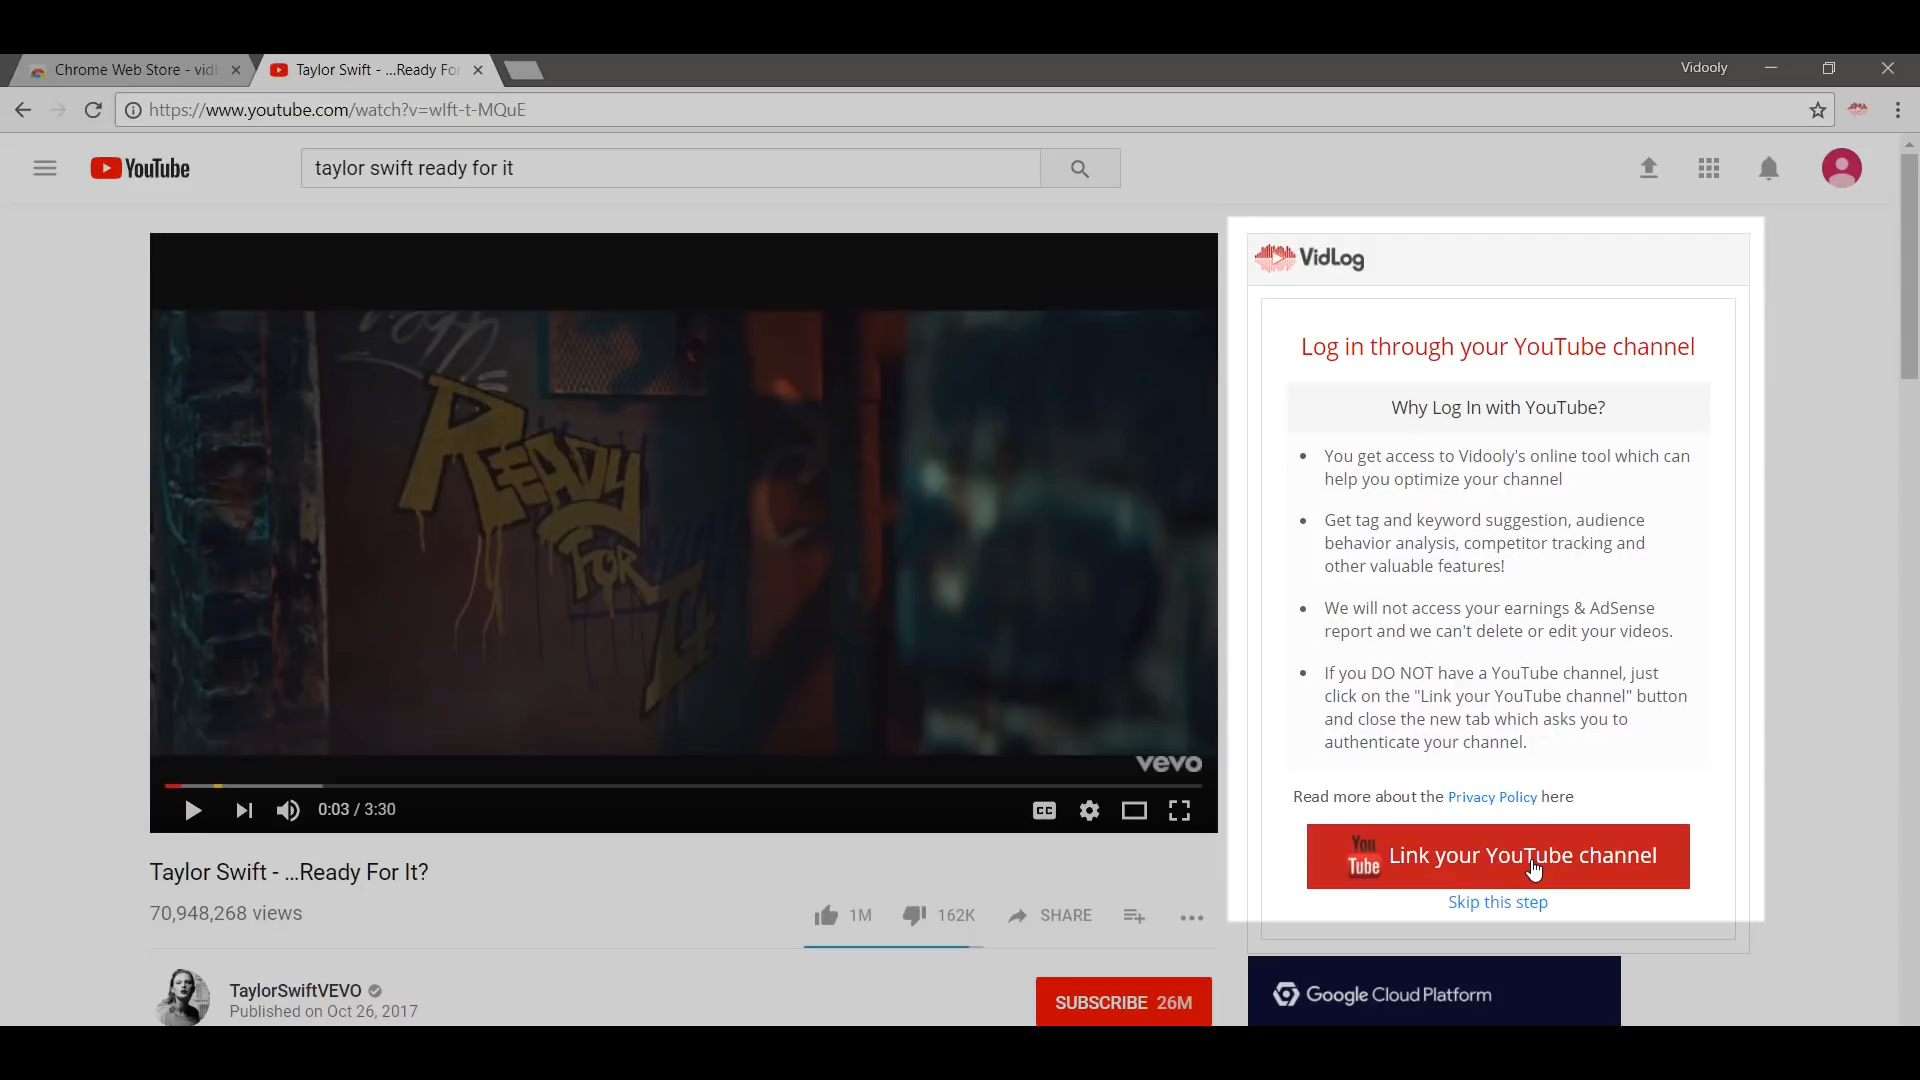 Chrome Web Store - vidl
Taylor Swift - ...Ready For
Vidooly
https://www.youtube.com/watch?v=wIft-t-MQuE
YouTube
taylor swift ready for it
VidLog
Log in through your YouTube channel
Why Log In with YouTube?
• You get access to Vidooly's online tool which can
help you optimize your channel
• Get tag and keyword suggestion, audience
behavior analysis, competitor tracking and
other valuable features!
• We will not access your earnings & AdSense
report and we can't delete or edit your videos.
• If you DO NOT have a YouTube channel, just
click on the "Link your YouTube channel" button
and close the new tab which asks you to
authenticate your channel.
Read more about the Privacy Policy here
You
Tube
Link your YouTube channel
Skip this step
READY
FOR
It
vevo
0:03 / 3:30
CC
Taylor Swift - ...Ready For It?
70,948,268 views
1M
162K
SHARE
TaylorSwiftVEVO
Published on Oct 26, 2017
SUBSCRIBE 26M
Google Cloud Platform